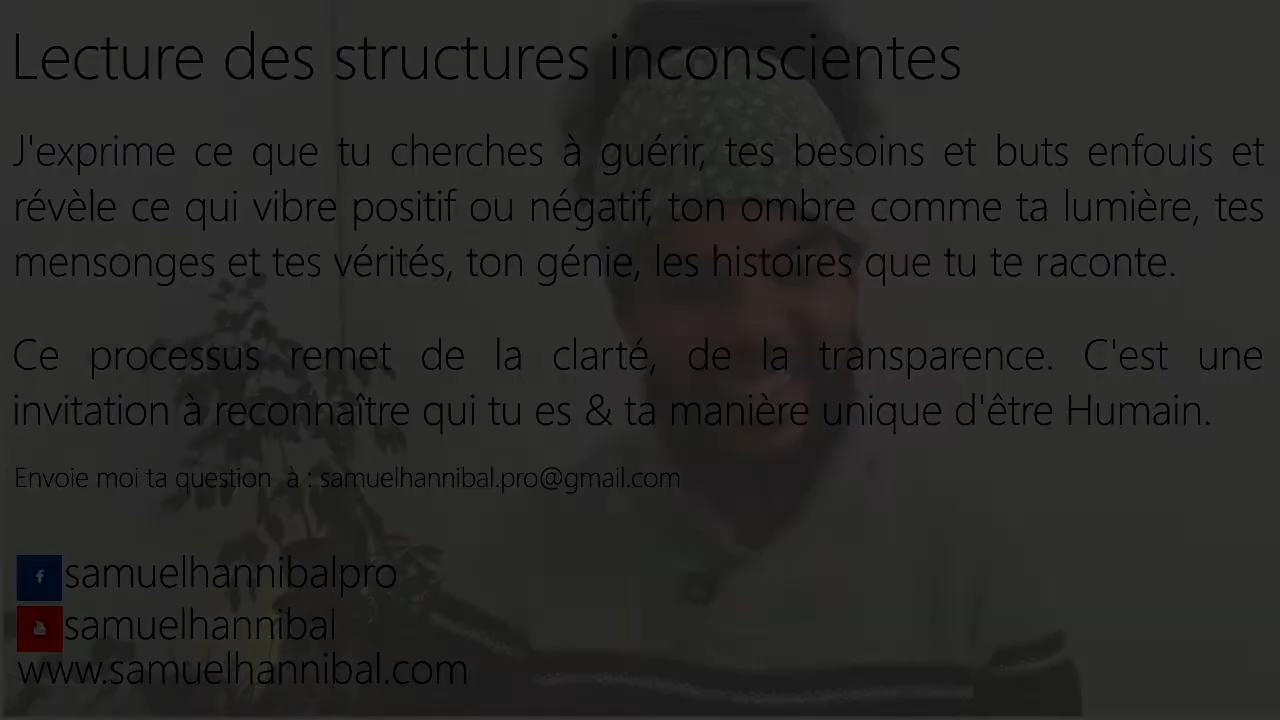 Lecture des structures inconscientes
J'exprime ce que tu cherches à guérir, tes besoins et buts enfouis et
révèle ce qui vibre positif ou négatif, ton ombre comme ta lumière, tes
mensonges et tes vérités, ton génie, les histoires que tu te raconte.
Ce processus remet de la clarté, de la transparence. C'est une
invitation à reconnaître qui tu es & ta manière unique d'être Humain.
Envoie moi ta question à : samuelhannibal.pro@gmail.com
samuelhannibalpro
samuelhannibal
www.samuelhannibal.com